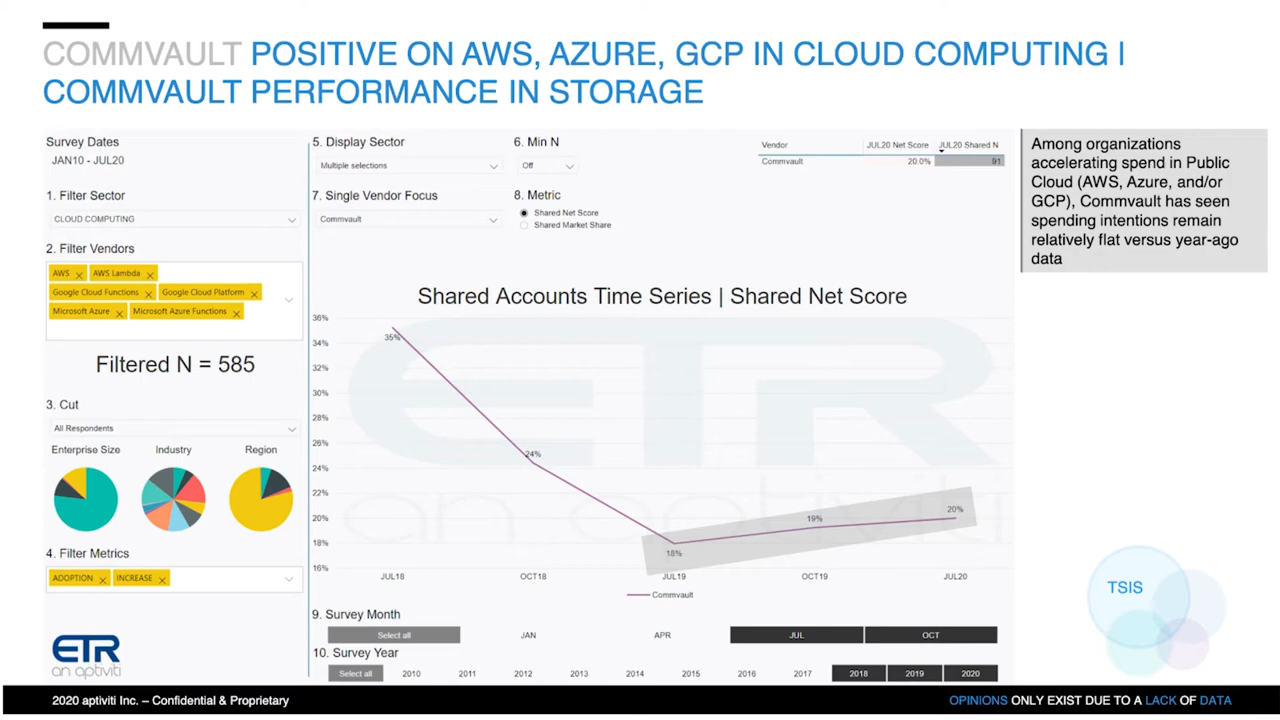 COMMVAULT POSITIVE ON AWS, AZURE, GCP IN CLOUD COMPUTING |
COMMVAULT PERFORMANCE IN STORAGE
Survey Dates
JAN10 - JUL20
1. Filter Sector
CLOUD COMPUTING
2. Filter Vendors
AWS
AWS Lambda
Google Cloud Functions
Google Cloud Platform
Microsoft Azure
Microsoft Azure Functions
Filtered N = 585
3. Cut
All Respondents
Enterprise Size
Industry
Region
4. Filter Metrics
ADOPTION
INCREASE
ETR
an aptiviti
5. Display Sector
Multiple selections
6. Min N
Off
7. Single Vendor Focus
Commvault
8. Metric
Shared Net Score
Shared Market Share
Vendor JUL20 Net Score JUL20 Shared N
Commvault 20.0% 91
Shared Accounts Time Series | Shared Net Score
ETR
an aptiviti
36%
34%
32%
30%
28%
26%
24%
22%
20%
18%
16%
35%
24%
18%
19%
20%
JUL18 OCT18 JUL19 OCT19 JUL20
Commvault
9. Survey Month
Select all JAN APR JUL OCT
10. Survey Year
Select all 2010 2011 2012 2013 2014 2015 2016 2017 2018 2019 2020
Among organizations
accelerating spend in Public
Cloud (AWS, Azure, and/or
GCP), Commvault has seen
spending intentions remain
relatively flat versus year-ago
data
TSIS
2020 aptiviti Inc. – Confidential & Proprietary
OPINIONS ONLY EXIST DUE TO A LACK OF DATA